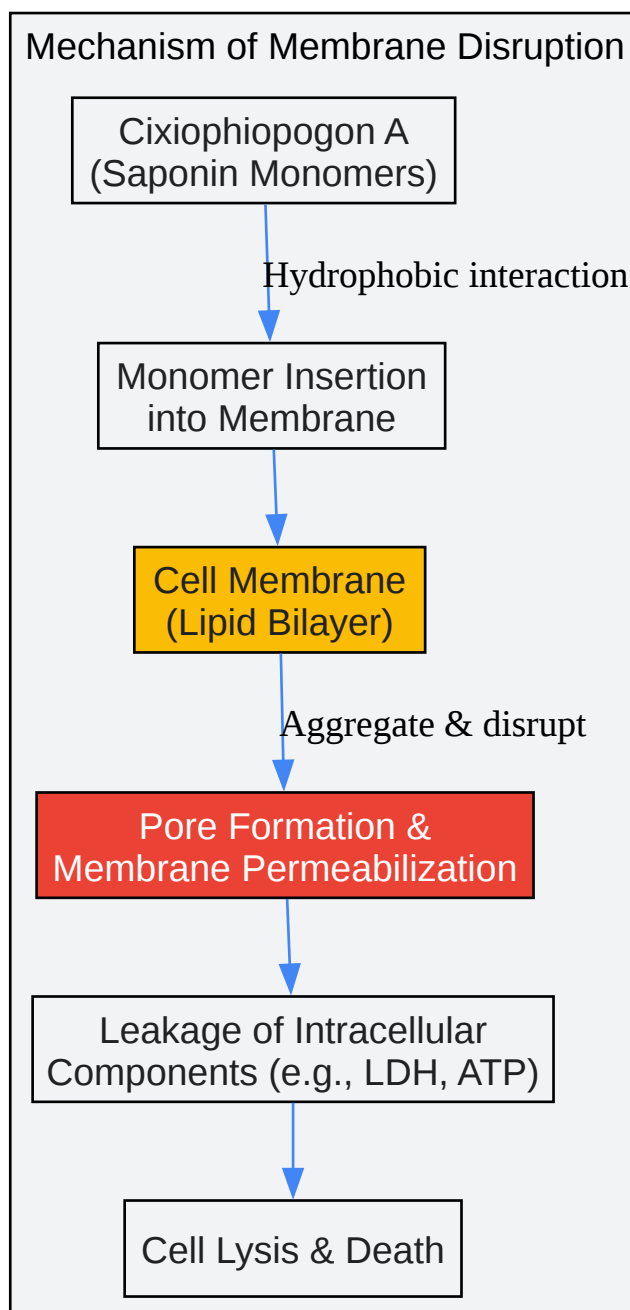 Mechanism of Membrane Disruption
Cixiophiopogon A
(Saponin Monomers)
Hydrophobic interaction
Monomer Insertion
into Membrane
Cell Membrane
(Lipid Bilayer)
Aggregate & disrupt
Pore Formation &
Membrane Permeabilization
Leakage of Intracellular
Components (e.g., LDH, ATP)
Cell Lysis & Death